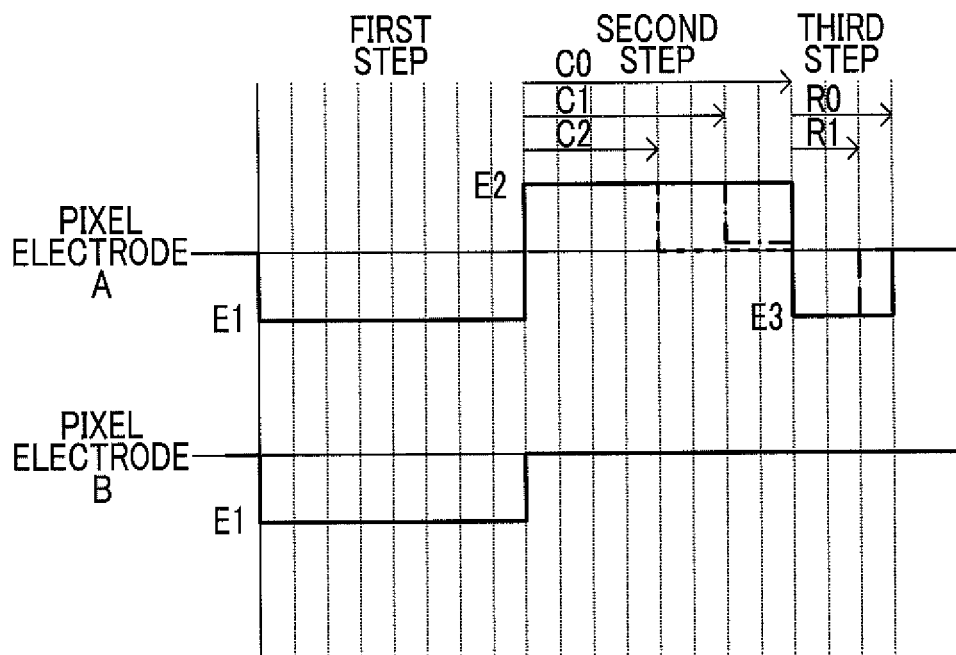 FIRST
STEP
SECOND
STEP
THIRD
STEP
C0
C1
C2
R0
R1
E2
PIXEL
ELECTRODE
A
E1
E3
PIXEL
ELECTRODE
B
E1